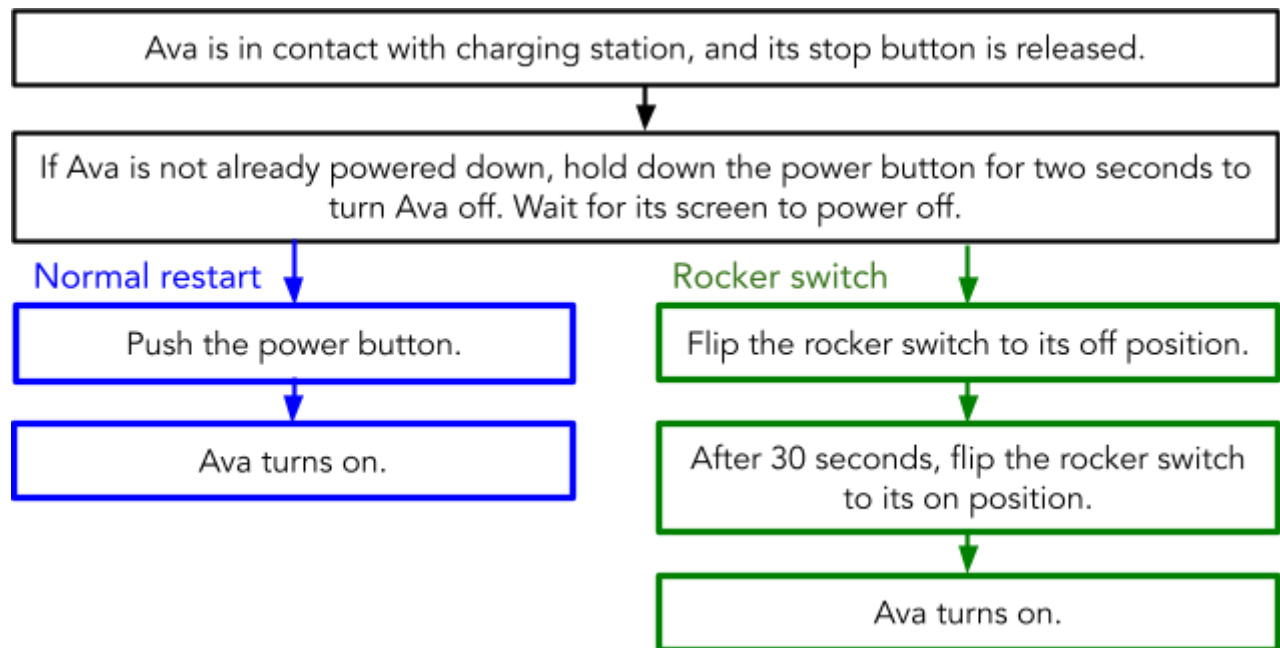 Ava is in contact with charging station, and its stop button is released.
If Ava is not already powered down, hold down the power button for two seconds to
turn Ava off. Wait for its screen to power off.
Normal restart
Push the power button.
Ava turns on.
Rocker switch
Flip the rocker switch to its off position.
After 30 seconds, flip the rocker switch
to its on position.
Ava turns on.